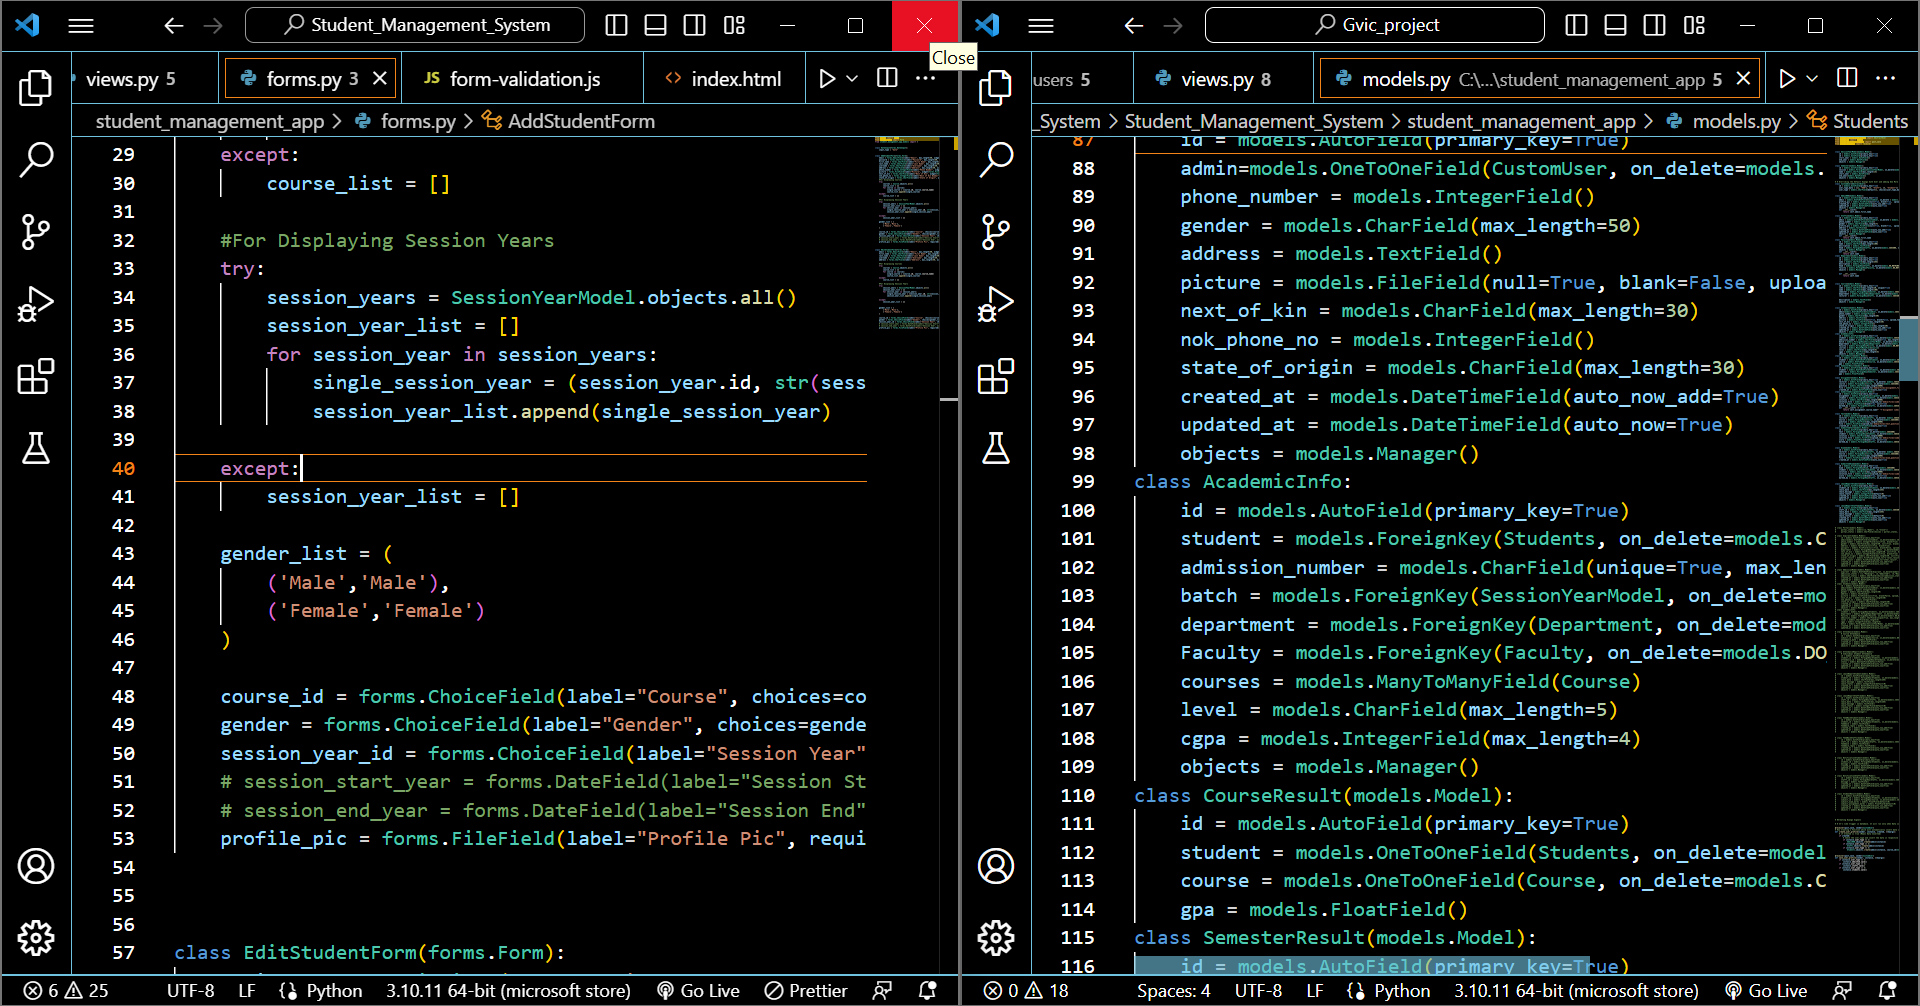 Student_Management_System
Close
views.py 5
forms.py 3
JS form-validation.js
<> index.html
student_management_app > forms.py > AddStudentForm
29 except:
30 course_list = []
31
32 #For Displaying Session Years
33 try:
34 session_years = SessionYearModel.objects.all()
35 session_year_list = []
36 for session_year in session_years:
37 single_session_year = (session_year.id, str(sess
38 session_year_list.append(single_session_year)
39
40 except:
41 session_year_list = []
42
43 gender_list = (
44 ('Male','Male'),
45 ('Female','Female')
46 )
47
48 course_id = forms.ChoiceField(label="Course", choices=co
49 gender = forms.ChoiceField(label="Gender", choices=gende
50 session_year_id = forms.ChoiceField(label="Session Year"
51 # session_start_year = forms.DateField(label="Session St
52 # session_end_year = forms.DateField(label="Session End"
53 profile_pic = forms.FileField(label="Profile Pic", requi
54
55
56
57 class EditStudentForm(forms.Form):
6 25 UTF-8 LF Python 3.10.11 64-bit (microsoft store) Go Live Prettier
Gvic_project
users 5
views.py 8
models.py C:\...\student_management_app 5
_System > Student_Management_System > student_management_app > models.py > Students
87 id = models.AutoField(primary_key=True)
88 admin=models.OneToOneField(CustomUser, on_delete=models.
89 phone_number = models.IntegerField()
90 gender = models.CharField(max_length=50)
91 address = models.TextField()
92 picture = models.FileField(null=True, blank=False, uploa
93 next_of_kin = models.CharField(max_length=30)
94 nok_phone_no = models.IntegerField()
95 state_of_origin = models.CharField(max_length=30)
96 created_at = models.DateTimeField(auto_now_add=True)
97 updated_at = models.DateTimeField(auto_now=True)
98 objects = models.Manager()
99 class AcademicInfo:
100 id = models.AutoField(primary_key=True)
101 student = models.ForeignKey(Students, on_delete=models.C
102 admission_number = models.CharField(unique=True, max_len
103 batch = models.ForeignKey(SessionYearModel, on_delete=mo
104 department = models.ForeignKey(Department, on_delete=mod
105 Faculty = models.ForeignKey(Faculty, on_delete=models.DO
106 courses = models.ManyToManyField(Course)
107 level = models.CharField(max_length=5)
108 cgpa = models.IntegerField(max_length=4)
109 objects = models.Manager()
110 class CourseResult(models.Model):
111 id = models.AutoField(primary_key=True)
112 student = models.OneToOneField(Students, on_delete=model
113 course = models.OneToOneField(Course, on_delete=models.C
114 gpa = models.FloatField()
115 class SemesterResult(models.Model):
116 id = models.AutoField(primary_key=True)
0 18 Spaces: 4 UTF-8 LF Python 3.10.11 64-bit (microsoft store) Go Live